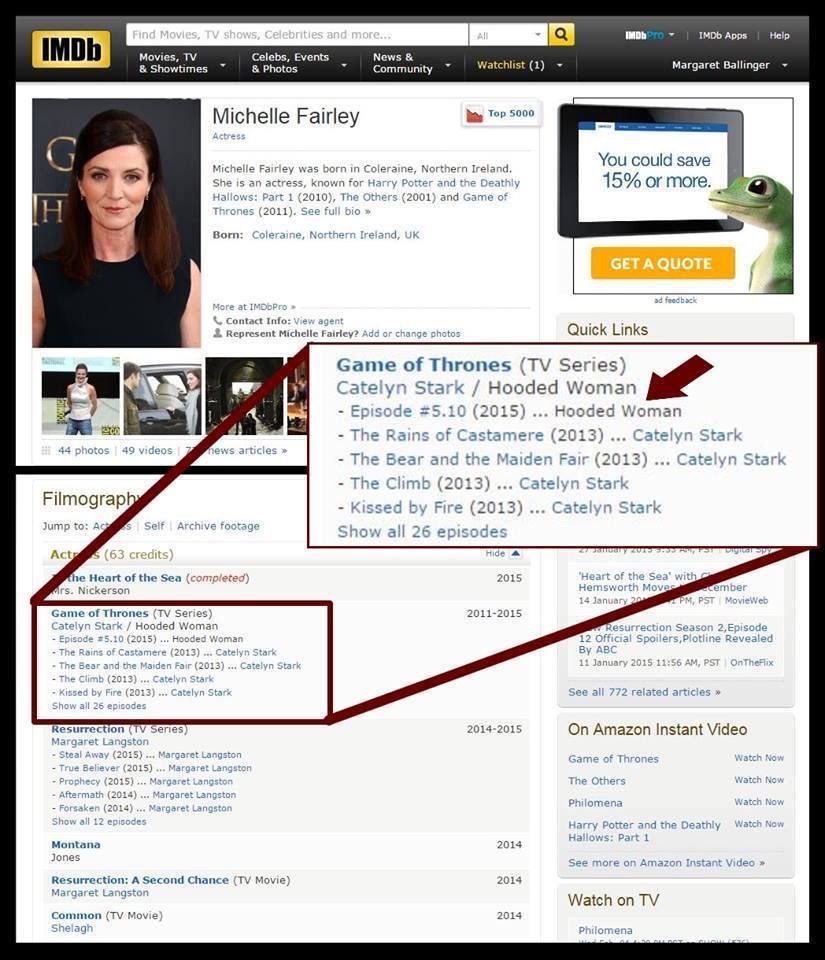 IMDb
Find Movies, TV shows, Celebrities and more...
All
IMDbPro
IMDb Apps
Help
Movies, TV
& Showtimes
Celebs, Events
& Photos
News &
Community
Watchlist (1)
Margaret Ballinger
Michelle Fairley
Actress
Top 5000
Michelle Fairley was born in Coleraine, Northern Ireland.
She is an actress, known for Harry Potter and the Deathly
Hallows: Part 1 (2010), The Others (2001) and Game of
Thrones (2011). See full bio »
Born: Coleraine, Northern Ireland, UK
More at IMDbPro »
Contact Info: View agent
Represent Michelle Fairley? Add or change photos
44 photos | 49 videos | news articles »
You could save
15% or more.
GET A QUOTE
ad feedback
Quick Links
Game of Thrones (TV Series)
Catelyn Stark / Hooded Woman
- Episode #5.10 (2015) ... Hooded Woman
- The Rains of Castamere (2013) ... Catelyn Stark
- The Bear and the Maiden Fair (2013) ... Catelyn Stark
- The Climb (2013) ... Catelyn Stark
- Kissed by Fire (2013) ... Catelyn Stark
Show all 26 episodes
Filmography
Jump to: Actress | Self | Archive footage
Actress (63 credits)
Hide
the Heart of the Sea (completed)
2015
Mrs. Nickerson
Game of Thrones (TV Series)
2011-2015
Catelyn Stark / Hooded Woman
- Episode #5.10 (2015) ... Hooded Woman
- The Rains of Castamere (2013) ... Catelyn Stark
- The Bear and the Maiden Fair (2013) ... Catelyn Stark
- The Climb (2013) ... Catelyn Stark
- Kissed by Fire (2013) ... Catelyn Stark
Show all 26 episodes
Resurrection (TV Series)
2014-2015
Margaret Langston
- Steal Away (2015) ... Margaret Langston
- True Believer (2015) ... Margaret Langston
- Prophecy (2015) ... Margaret Langston
- Aftermath (2014) ... Margaret Langston
- Forsaken (2014) ... Margaret Langston
Show all 12 episodes
Montana
2014
Jones
Resurrection: A Second Chance (TV Movie)
2014
Margaret Langston
Common (TV Movie)
2014
Shelagh
27 January 2015 9:33 AM, PST | Digital Spy
'Heart of the Sea' with
Hemsworth Moves
14 January PM, PST | MovieWeb
Resurrection Season 2,Episode
12 Official Spoilers,Plotline Revealed
By ABC
11 January 2015 11:56 AM, PST | OnTheFlix
See all 772 related articles »
On Amazon Instant Video
Game of Thrones
Watch Now
The Others
Watch Now
Philomena
Watch Now
Harry Potter and the Deathly
Hallows: Part 1
Watch Now
See more on Amazon Instant Video »
Watch on TV
Philomena